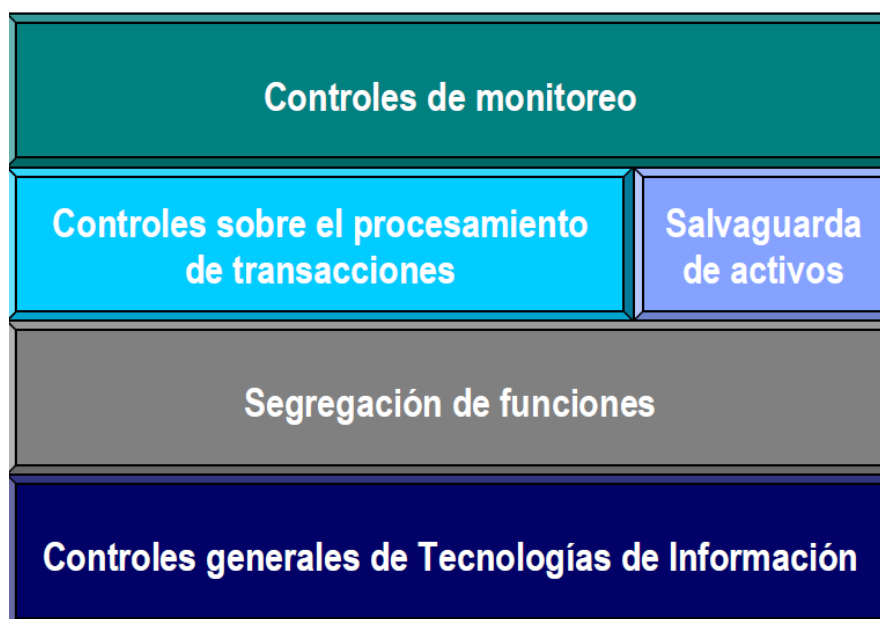 Controles de monitoreo
Controles sobre el procesamiento
de transacciones
Salvaguarda
de activos
Segregación de funciones
Controles generales de Tecnologías de Información